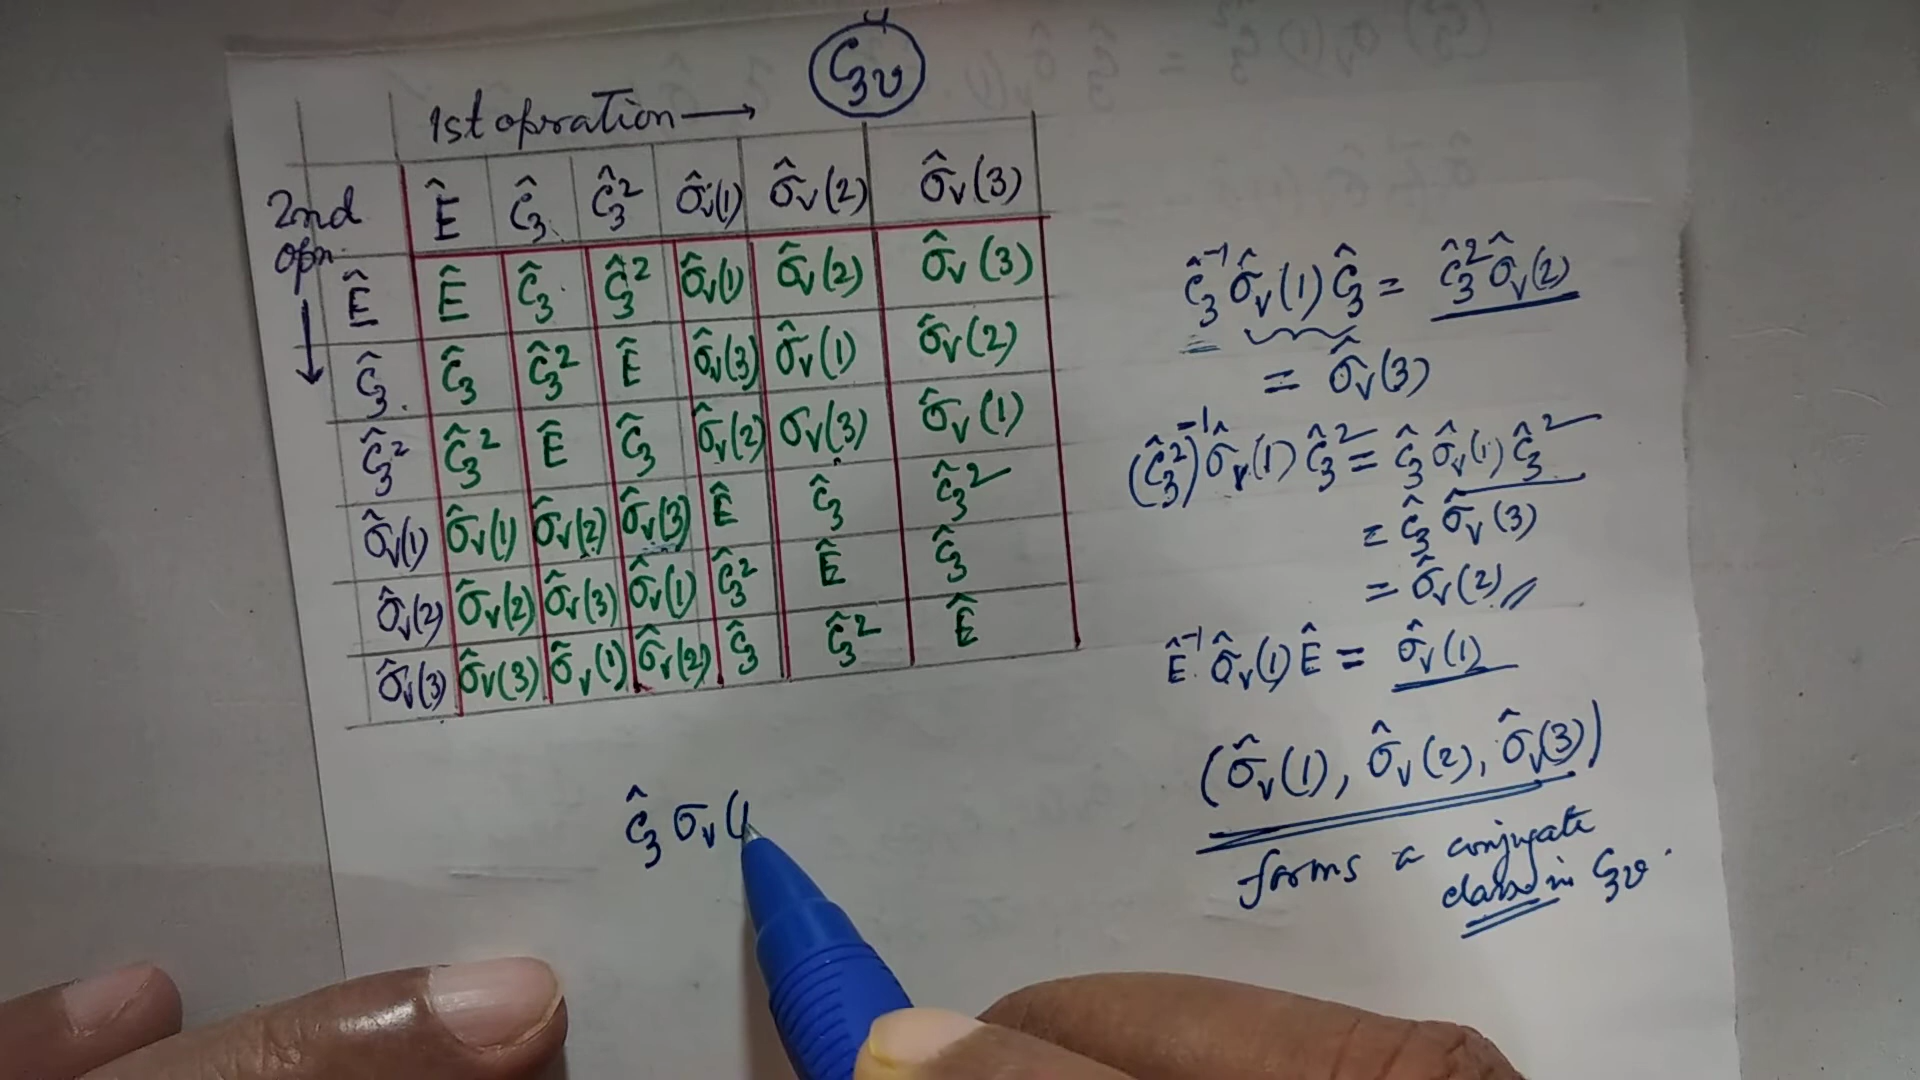 C₃v
1st opration →
2nd opn. ↓
Ê Ĉ₃ Ĉ₃² σ̂v(1) σ̂v(2) σ̂v(3)
Ê Ê Ĉ₃ Ĉ₃² σ̂v(1) σ̂v(2) σ̂v(3)
Ĉ₃ Ĉ₃ Ĉ₃² Ê σ̂v(3) σ̂v(1) σ̂v(2)
Ĉ₃² Ĉ₃² Ê Ĉ₃ σ̂v(2) σv(3) σ̂v(1)
σ̂v(1) σ̂v(1) σ̂v(2) σ̂v(3) Ê Ĉ₃ Ĉ₃²
σ̂v(2) σ̂v(2) σ̂v(3) σ̂v(1) Ĉ₃² Ê Ĉ₃
σ̂v(3) σ̂v(3) σ̂v(1) σ̂v(2) Ĉ₃ Ĉ₃² Ê
Ĉ₃ σv(1
Ĉ₃⁻¹ σ̂v(1) Ĉ₃ = Ĉ₃² σ̂v(2)
= σ̂v(3)
(Ĉ₃²)⁻¹ σ̂v(1) Ĉ₃² = Ĉ₃ σ̂v(1) Ĉ₃²
= Ĉ₃ σ̂v(3)
= σ̂v(2) //
Ê⁻¹ σ̂v(1) Ê = σ̂v(1)
(σ̂v(1), σ̂v(2), σ̂v(3))
forms a conjugate
class in C₃v.